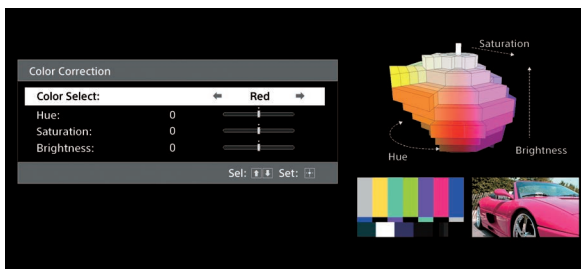 Color Correction
Color Select: Red
Hue: 0
Saturation: 0
Brightness: 0
Sel: Set:
Saturation
Brightness
Hue